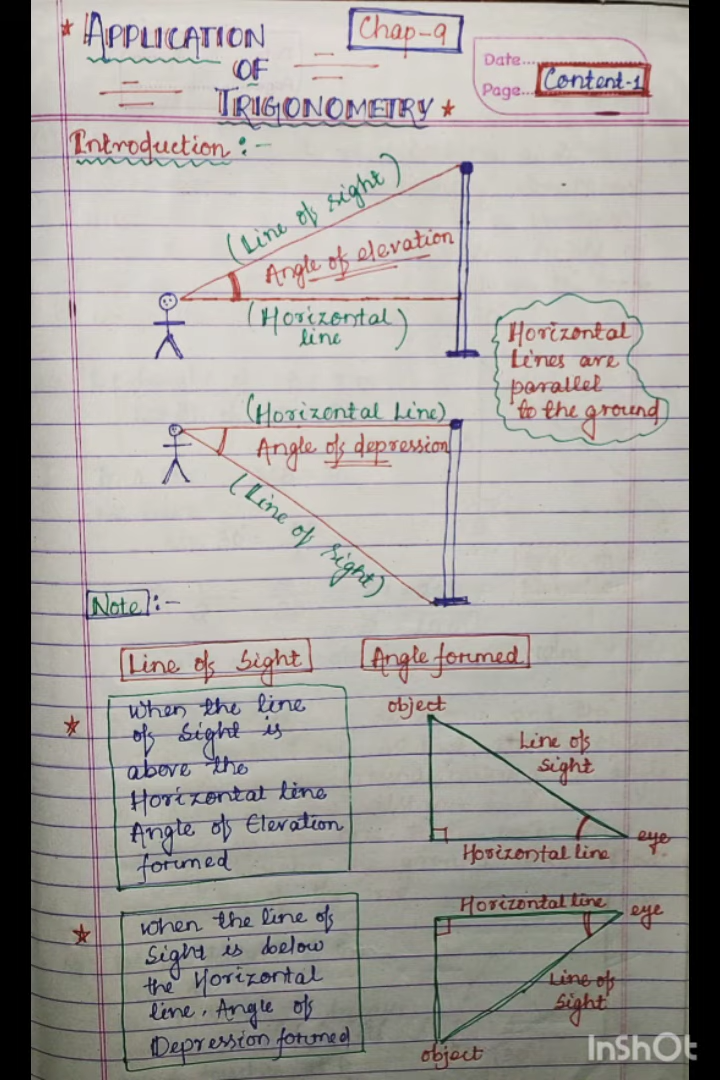 ★ APPLICATION
OF
TRIGONOMETRY ★
Chap-9
Date...
Page...
Content-1
Introduction :-
(Line of sight)
Angle of elevation
(Horizontal
line)
Horizontal
Lines are
parallel
to the ground
(Horizontal Line)
Angle of depression
(Line of sight)
Note :-
Line of Sight
Angle formed
★ When the line
of Sight is
above the
Horizontal line
Angle of Elevation
formed
object
Line of
sight
eye
Horizontal line
★ When the line of
Sight is below
the Horizontal
line, Angle of
Depression formed
Horizontal line
eye
Line of
Sight
object
InShOt